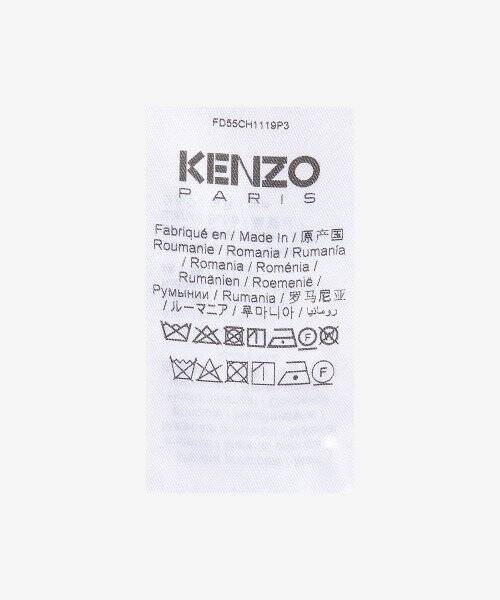 FD55CH1119P3
KENZO
PARIS
Fabriqué en / Made In / 原产国
Roumanie / Romania / Rumanía
/ Romania / Roménia /
Rumänien / Roemenië /
Румынии / Rumania / 罗马尼亚
/ ルーマニア / 루마니아 / رومانيا
F
F